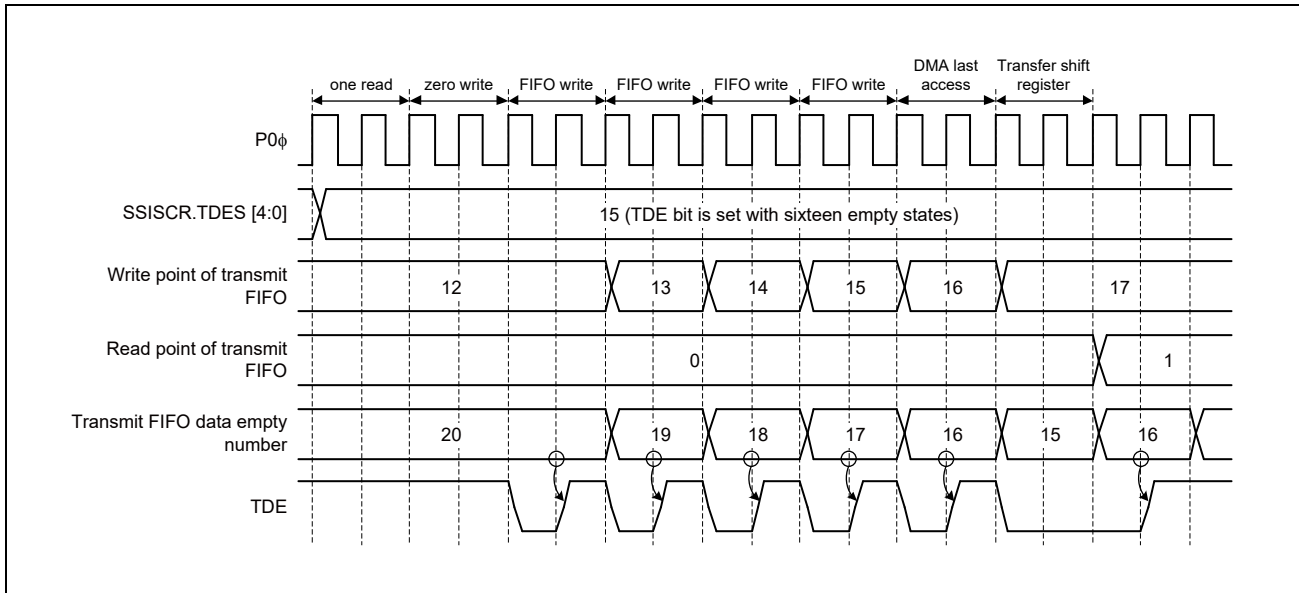 DMA last Transfer shift
one read zero write FIFO write FIFO write FIFO write FIFO write access register
P0ϕ
SSISCR.TDES [4:0] 15 (TDE bit is set with sixteen empty states)
Write point of transmit
FIFO 12 13 14 15 16 17
Read point of transmit
FIFO 0 1
Transmit FIFO data empty
number 20 19 18 17 16 15 16
TDE